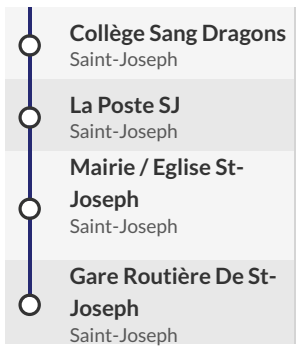 Collège Sang Dragons
Saint-Joseph
La Poste SJ
Saint-Joseph
Mairie / Eglise St-
Joseph
Saint-Joseph
Gare Routière De St-
Joseph
Saint-Joseph